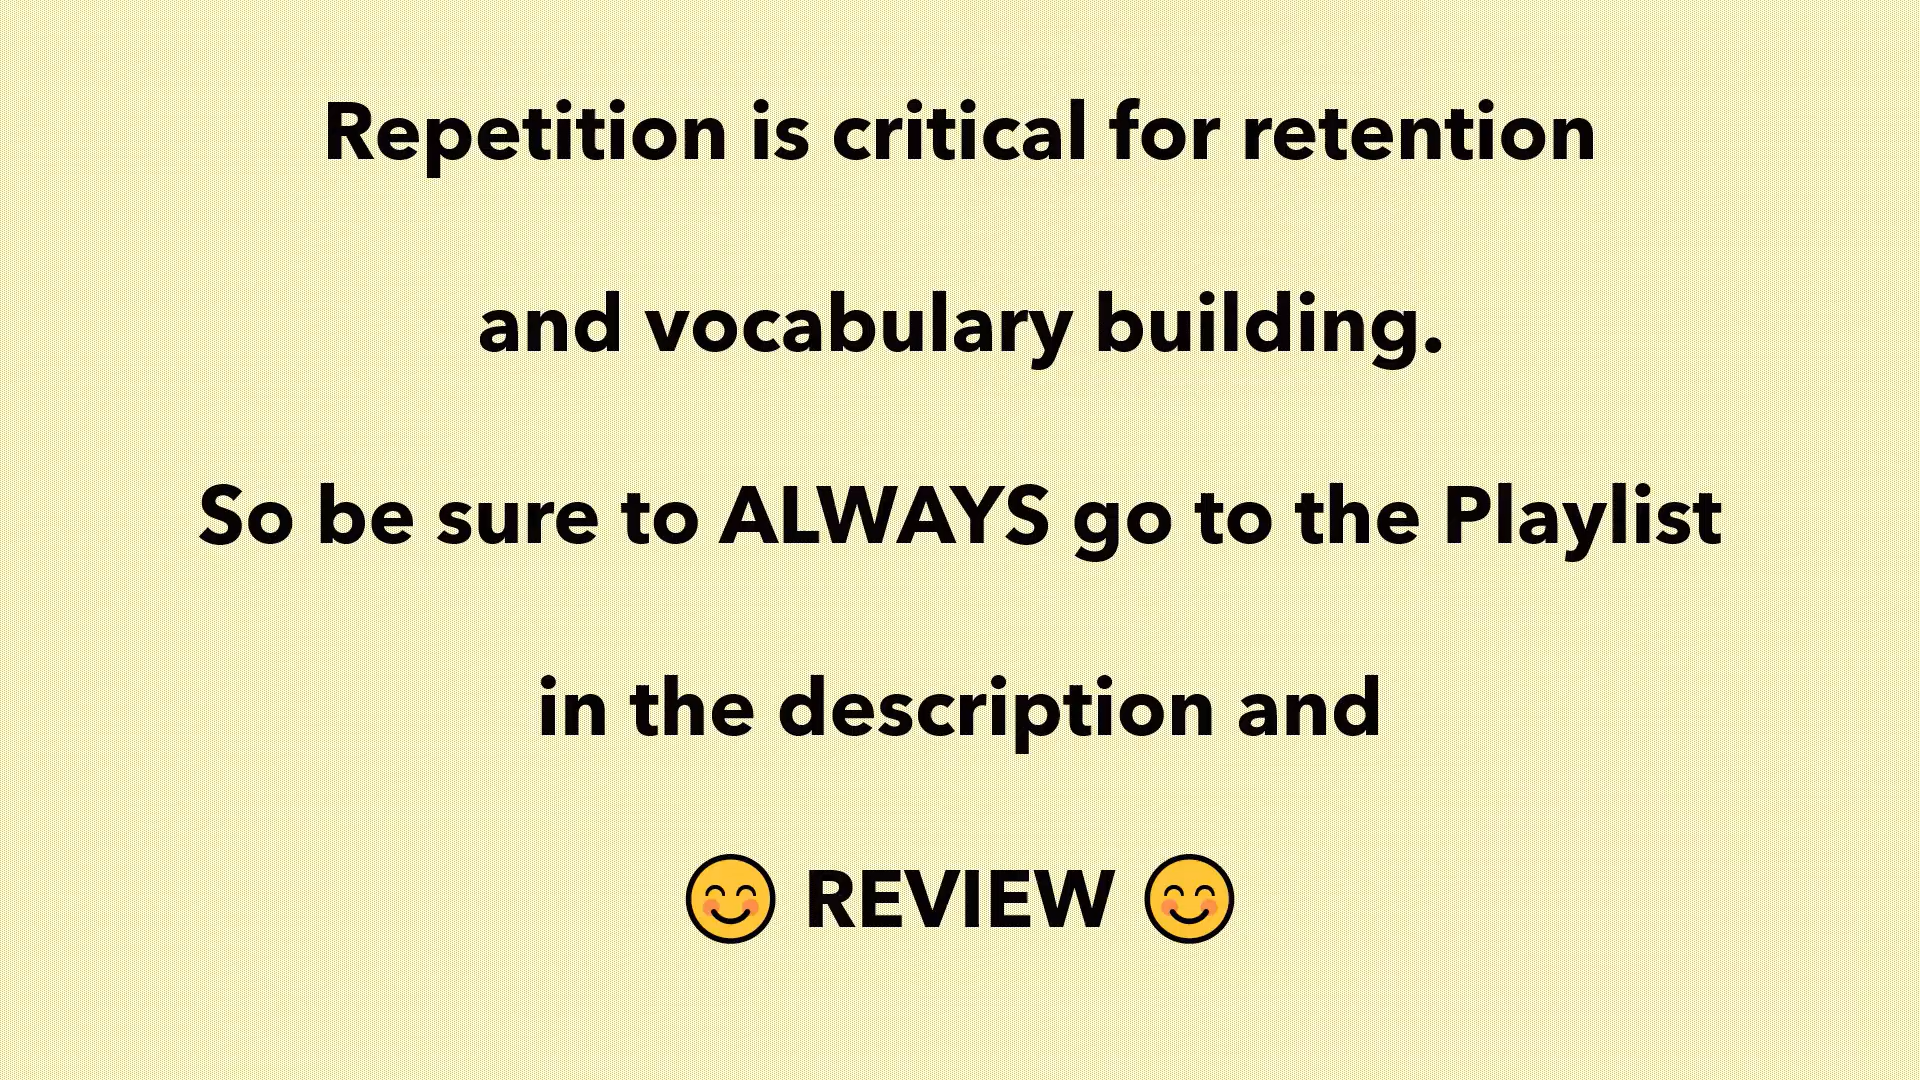 Repetition is critical for retention
and vocabulary building.
So be sure to ALWAYS go to the Playlist
in the description and
😊 REVIEW 😊